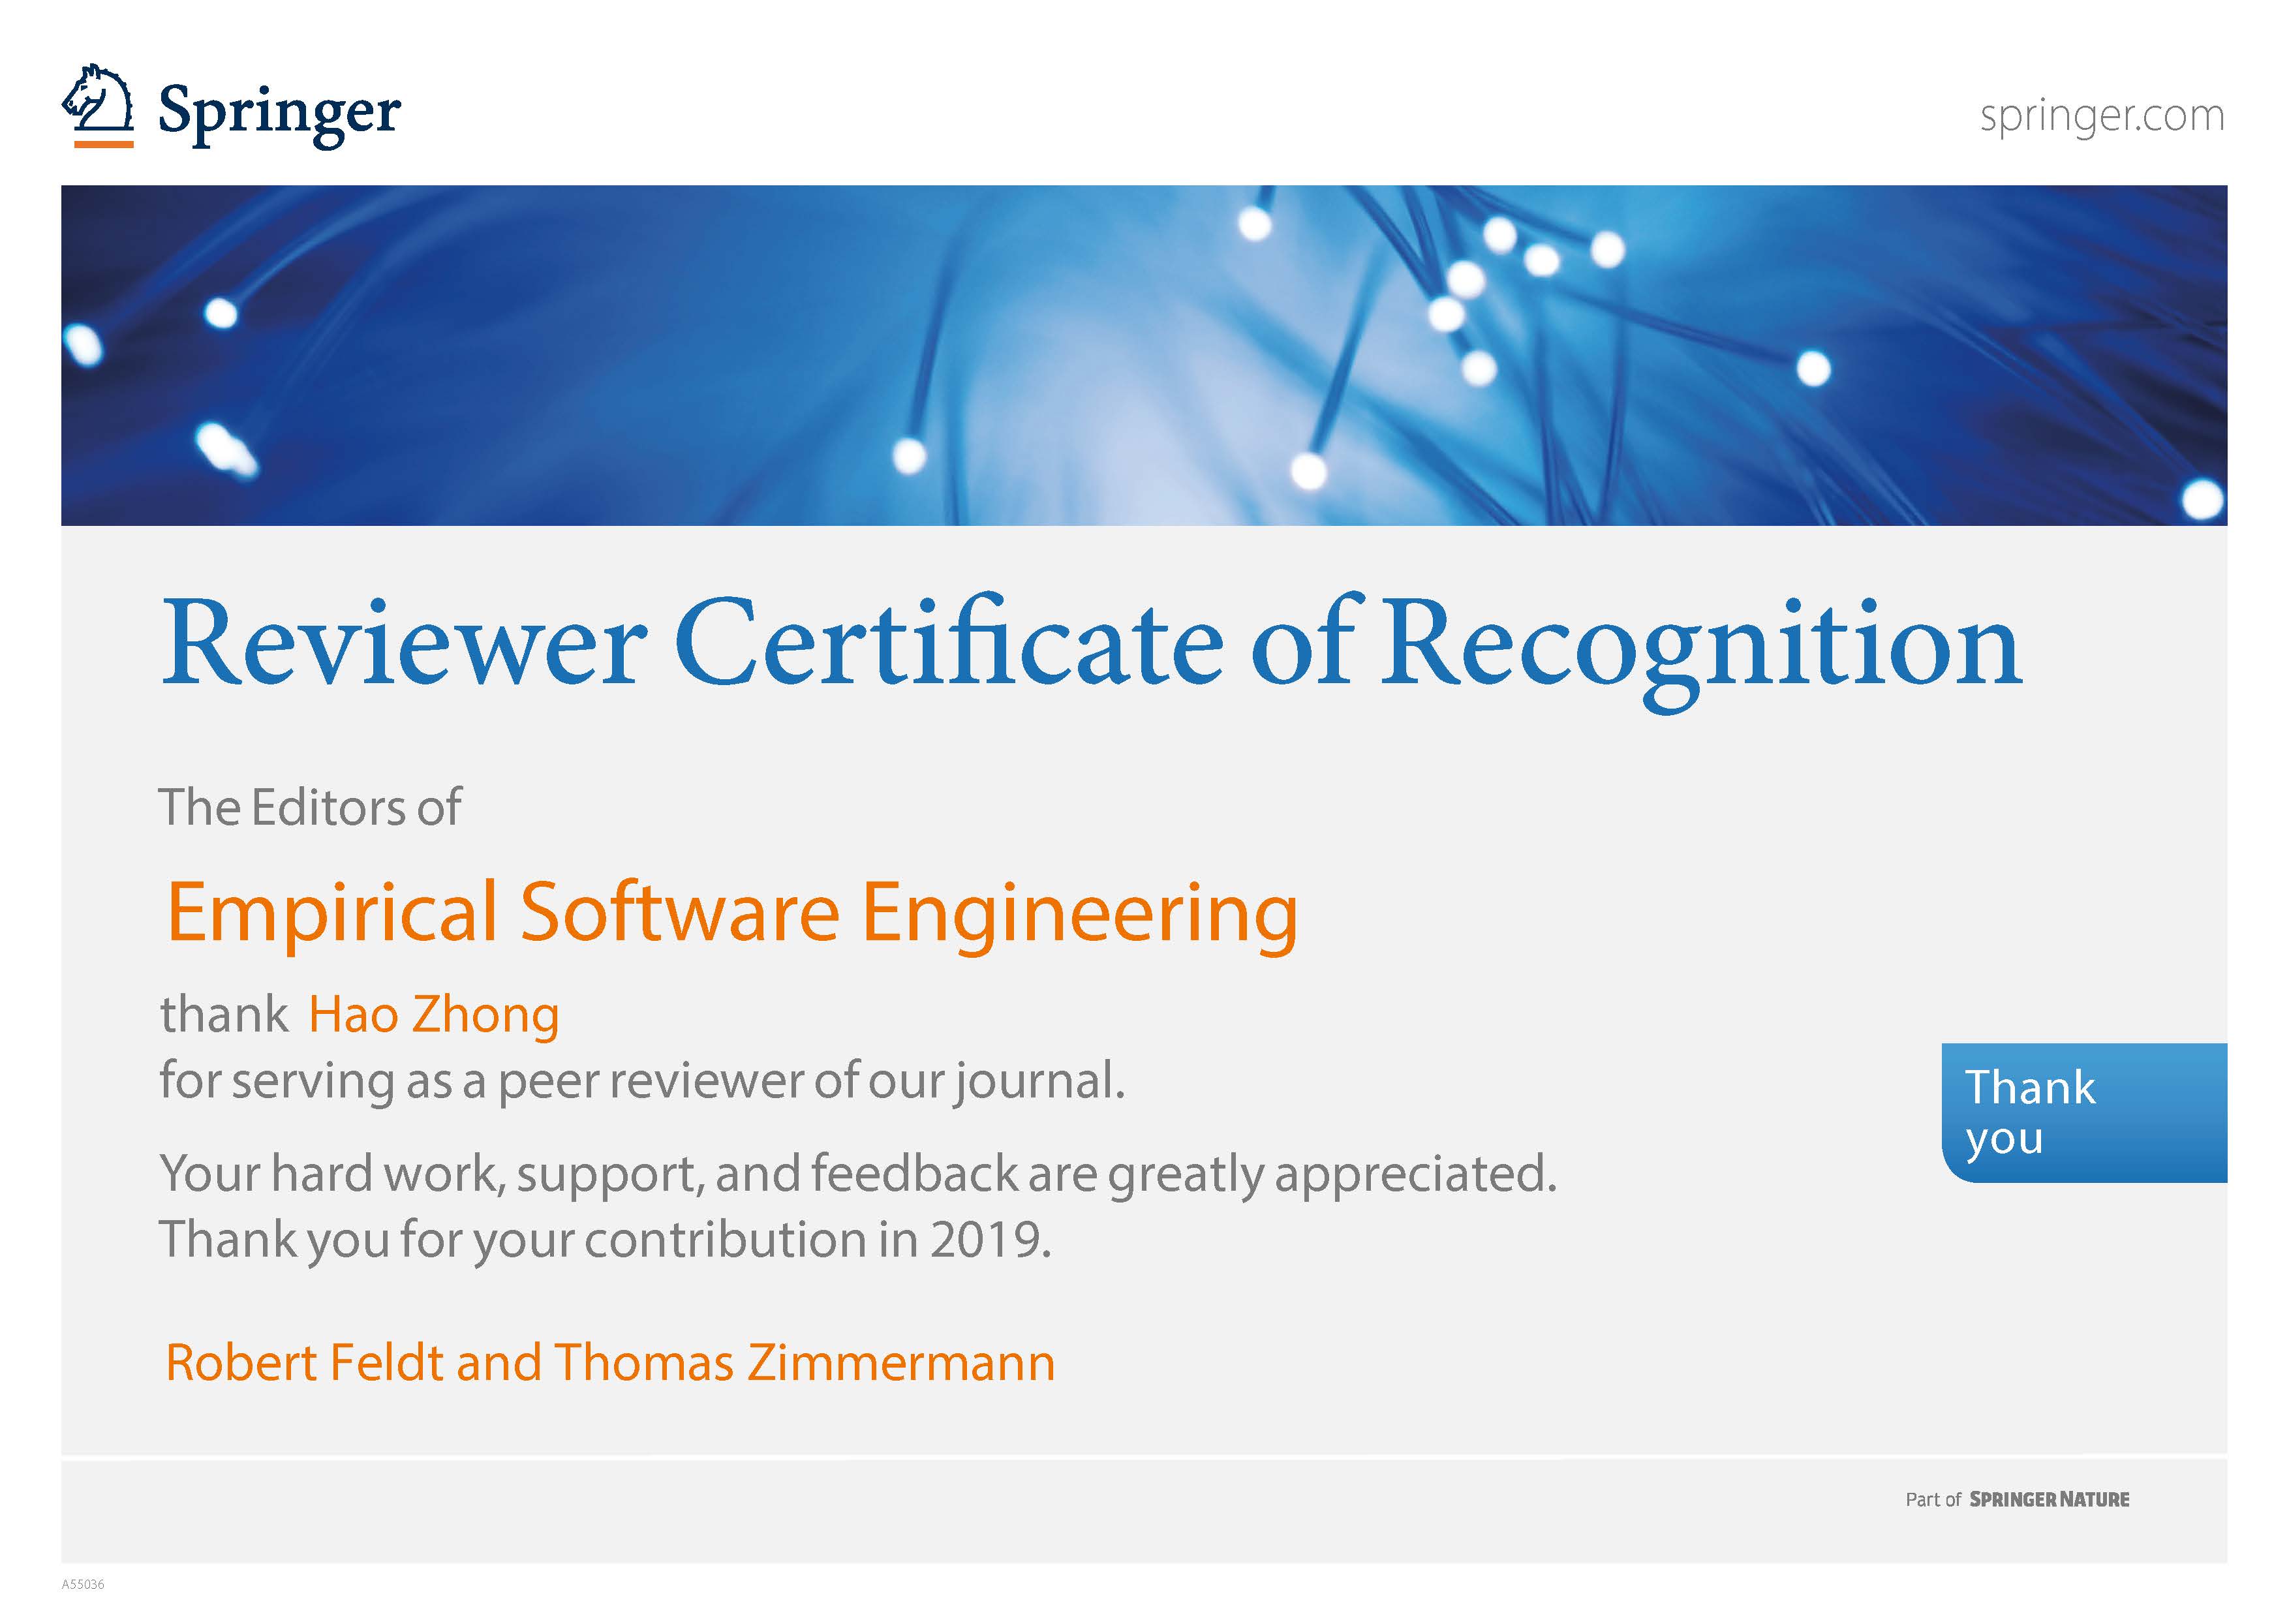 Springer
springer.com
Reviewer Certificate of Recognition
The Editors of
Empirical Software Engineering
thank Hao Zhong
for serving as a peer reviewer of our journal.
Thank
you
Your hard work, support, and feedback are greatly appreciated.
Thank you for your contribution in 2019.
Robert Feldt and Thomas Zimmermann
Part of SPRINGER NATURE
A55036